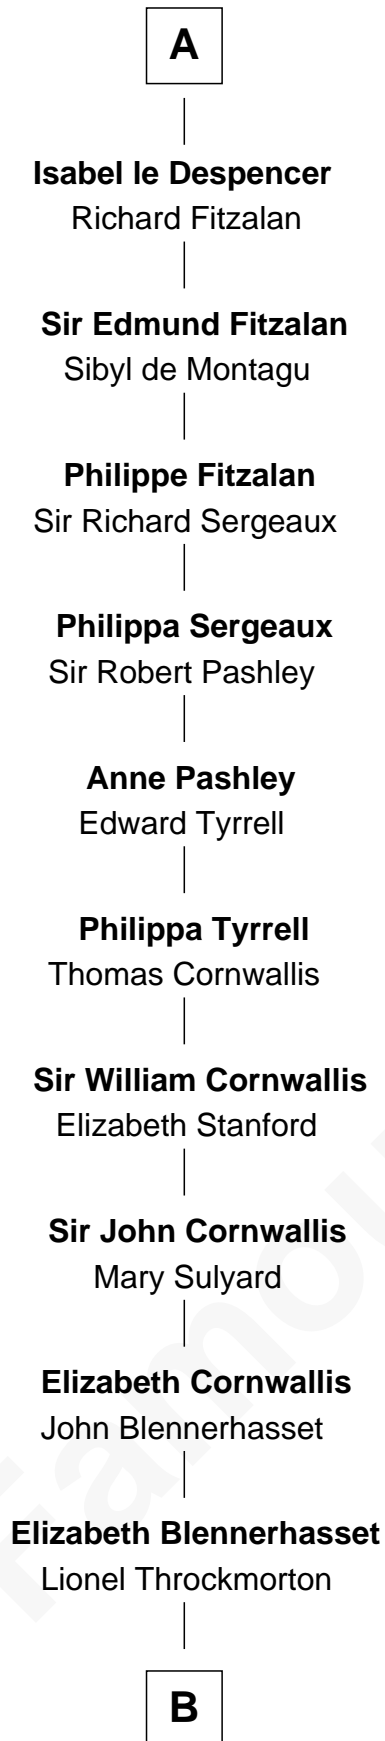 A
Isabel le Despencer
Richard Fitzalan
Sir Edmund Fitzalan
Sibyl de Montagu
Philippe Fitzalan
Sir Richard Sergeaux
Philippa Sergeaux
Sir Robert Pashley
Anne Pashley
Edward Tyrrell
Philippa Tyrrell
Thomas Cornwallis
Sir William Cornwallis
Elizabeth Stanford
Sir John Cornwallis
Mary Sulyard
Elizabeth Cornwallis
John Blennerhasset
Elizabeth Blennerhasset
Lionel Throckmorton
B